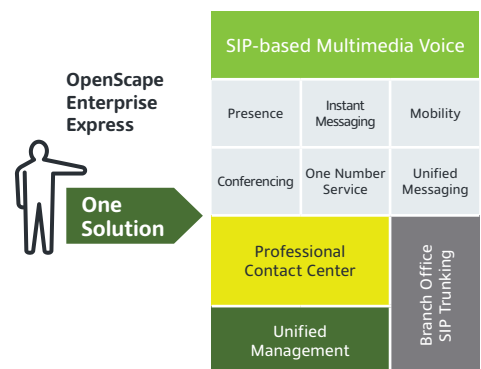 OpenScape
Enterprise
Express
One
Solution
SIP-based Multimedia Voice
Presence
Instant
Messaging
Mobility
Conferencing
One Number
Service
Unified
Messaging
Professional
Contact Center
Unified
Management
Branch Office
SIP Trunking